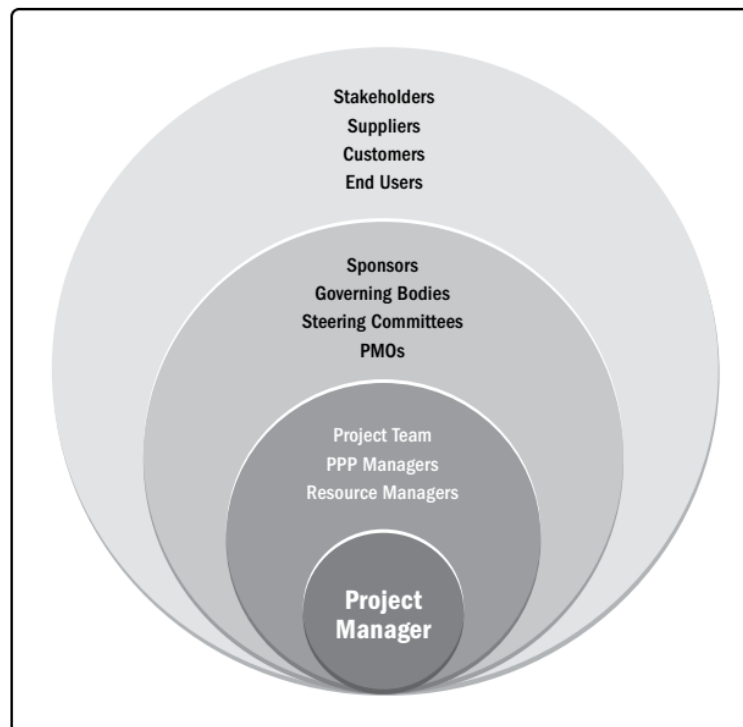 Stakeholders
Suppliers
Customers
End Users
Sponsors
Governing Bodies
Steering Committees
PMOs
Project Team
PPP Managers
Resource Managers
Project
Manager